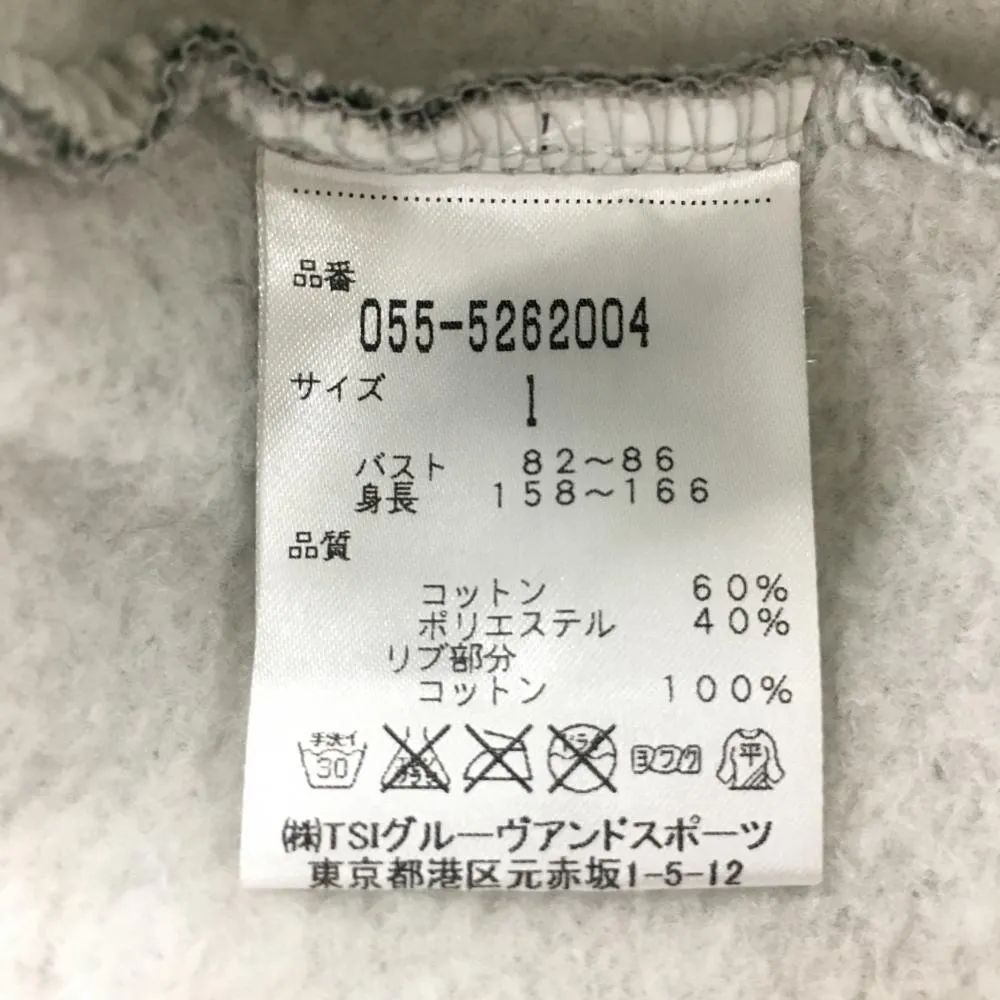 品番
055-5262004
サイズ 1
バスト 82～86
身長 158～166
品質
コットン 60%
ポリエステル 40%
リブ部分
コットン 100%
手洗イ 30 ヨワク 平
㈱TSIグルーヴアンドスポーツ
東京都港区元赤坂1-5-12